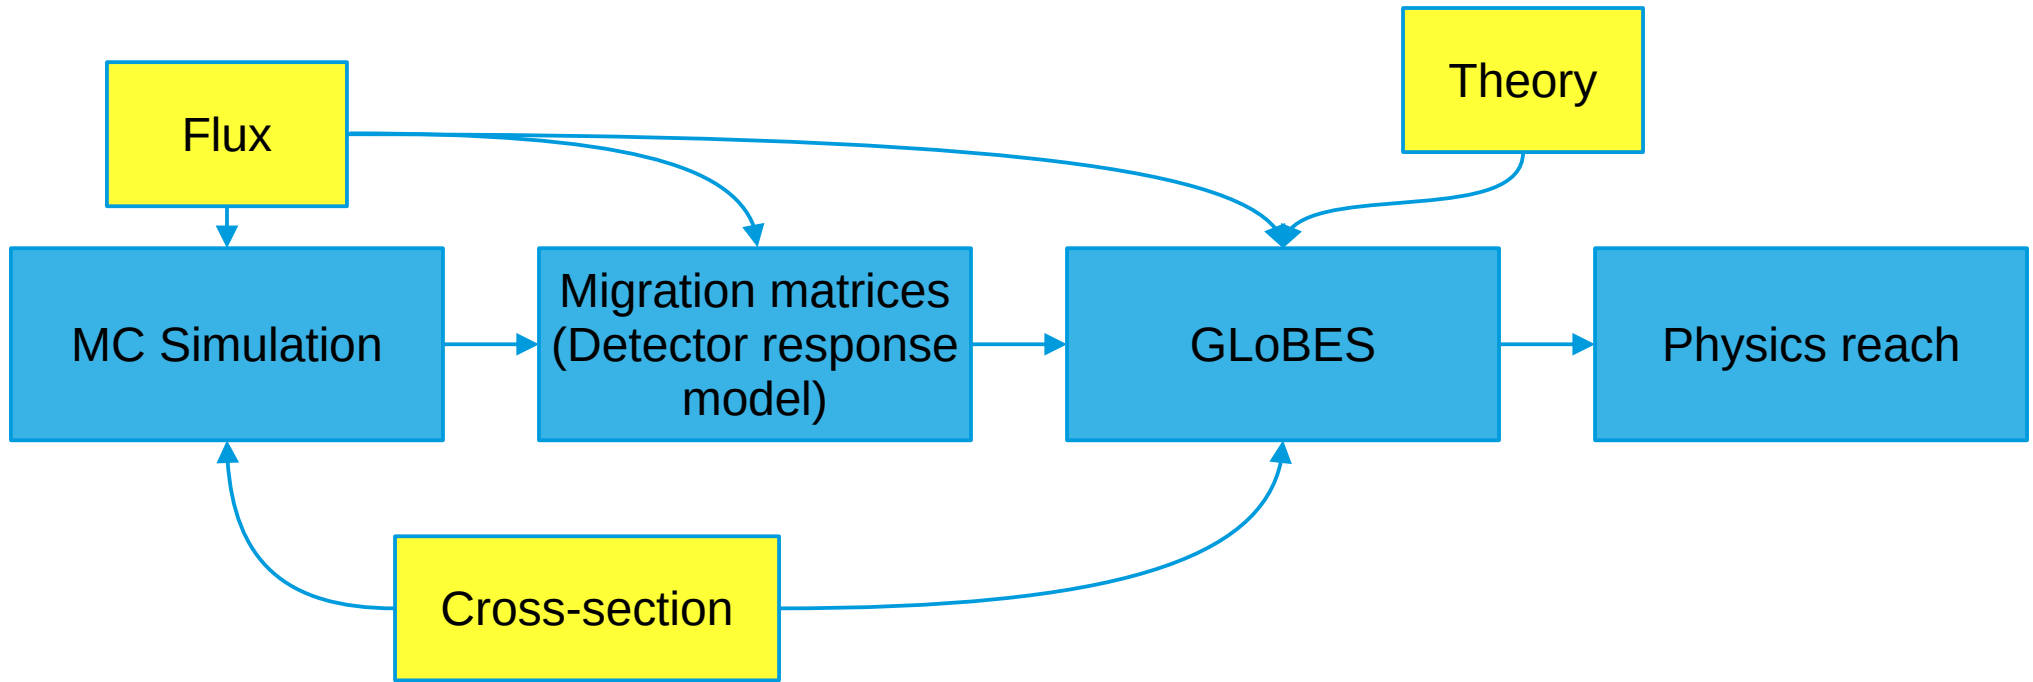 Theory
Flux
MC Simulation
Migration matrices
(Detector response
model)
GLoBES
Physics reach
Cross-section